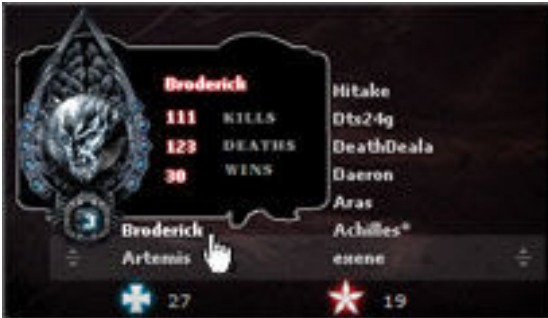 Broderick
111 KILLS
123 DEATHS
30 WINS
3
Broderick
Artemis
27
Hitake
Dts24g
DeathDeala
Daeron
Aras
Achilles*
exene
19